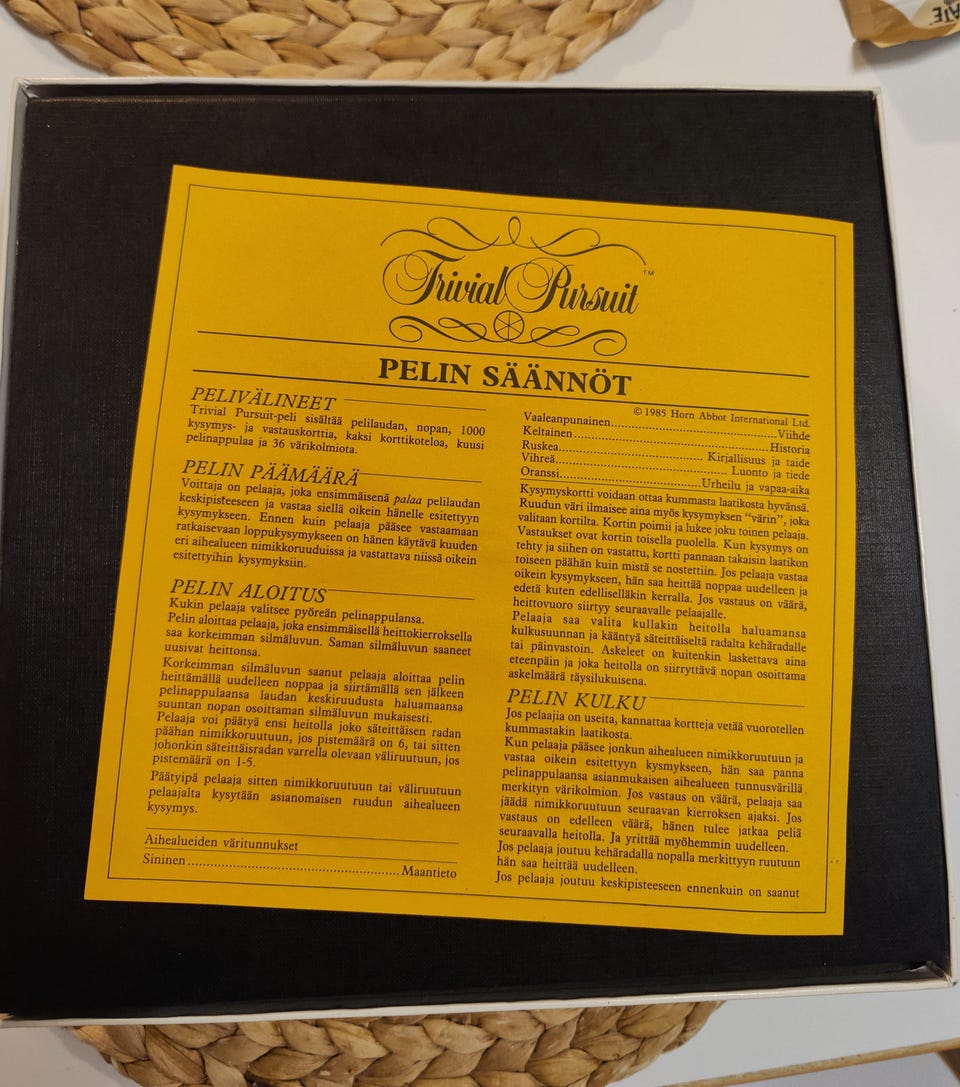 Trivial Pursuit™
PELIN SÄÄNNÖT
PELIVÄLINEET
Trivial Pursuit-peli sisältää pelilaudan, nopan, 1000
kysymys- ja vastauskorttia, kaksi korttikoteloa, kuusi
pelinappulaa ja 36 värikolmiota.
PELIN PÄÄMÄÄRÄ
Voittaja on pelaaja, joka ensimmäisenä palaa pelilaudan
keskipisteeseen ja vastaa siellä oikein hänelle esitettyyn
kysymykseen. Ennen kuin pelaaja pääsee vastaamaan
ratkaisevaan loppukysymykseen on hänen käytävä kuuden
eri aihealueen nimikkoruuduissa ja vastattava niissä oikein
esitettyihin kysymyksiin.
PELIN ALOITUS
Kukin pelaaja valitsee pyöreän pelinappulansa.
Pelin aloittaa pelaaja, joka ensimmäisellä heittokierroksella
saa korkeimman silmäluvun. Saman silmäluvun saaneet
uusivat heittonsa.
Korkeimman silmäluvun saanut pelaaja aloittaa pelin
heittämällä uudelleen noppaa ja siirtämällä sen jälkeen
pelinappulaansa laudan keskiruudusta haluamaansa
suuntan nopan osoittaman silmäluvun mukaisesti.
Pelaaja voi päätyä ensi heitolla joko säteittäisen radan
päähan nimikkoruutuun, jos pistemäärä on 6, tai sitten
johonkin säteittäisradan varrella olevaan väliruutuun, jos
pistemäärä on 1-5.
Päätyipä pelaaja sitten nimikkoruutuun tai väliruutuun
pelaajalta kysytään asianomaisen ruudun aihealueen
kysymys.
Aihealueiden väritunnukset
Sininen..............................................Maantieto
© 1985 Horn Abbot International Ltd.
Vaaleanpunainen....................................Viihde
Keltainen..........................................Historia
Ruskea..............................Kirjallisuus ja taide
Vihreä...................................Luonto ja tiede
Oranssi...............................Urheilu ja vapaa-aika
Kysymyskortti voidaan ottaa kummasta laatikosta hyvänsä.
Ruudun väri ilmaisee aina myös kysymyksen "värin", joka
valitaan kortilta. Kortin poimii ja lukee joku toinen pelaaja.
Vastaukset ovat kortin toisella puolella. Kun kysymys on
tehty ja siihen on vastattu, kortti pannaan takaisin laatikon
toiseen päähän kuin mistä se nostettiin. Jos pelaaja vastaa
oikein kysymykseen, hän saa heittää noppaa uudelleen ja
edetä kuten edelliselläkin kerralla. Jos vastaus on väärä,
heittovuoro siirtyy seuraavalle pelaajalle.
Pelaaja saa valita kullakin heitolla haluamansa
kulkusuunnan ja kääntyä säteittäiseltä radalta kehäradalle
tai päinvastoin. Askeleet on kuitenkin laskettava aina
eteenpäin ja joka heitolla on siirryttävä nopan osoittama
askelmäärä täysilukuisena.
PELIN KULKU
Jos pelaajia on useita, kannattaa kortteja vetää vuorotellen
kummastakin laatikosta.
Kun pelaaja pääsee jonkun aihealueen nimikkoruutuun ja
vastaa oikein esitettyyn kysmykseen, hän saa panna
pelinappulaansa asianmukaisen aihealueen tunnusvärillä
merkityn värikolmion. Jos vastaus on väärä, pelaaja saa
jäädä nimikkoruutuun seuraavan kierroksen ajaksi. Jos
vastaus on edelleen väärä, hänen tulee jatkaa peliä
seuraavalla heitolla. Ja yrittää myöhemmin uudelleen.
Jos pelaaja joutuu kehäradalla nopalla merkittyyn ruutuun
hän saa heittää uudelleen.
Jos pelaaja joutuu keskipisteeseen ennenkuin on saanut